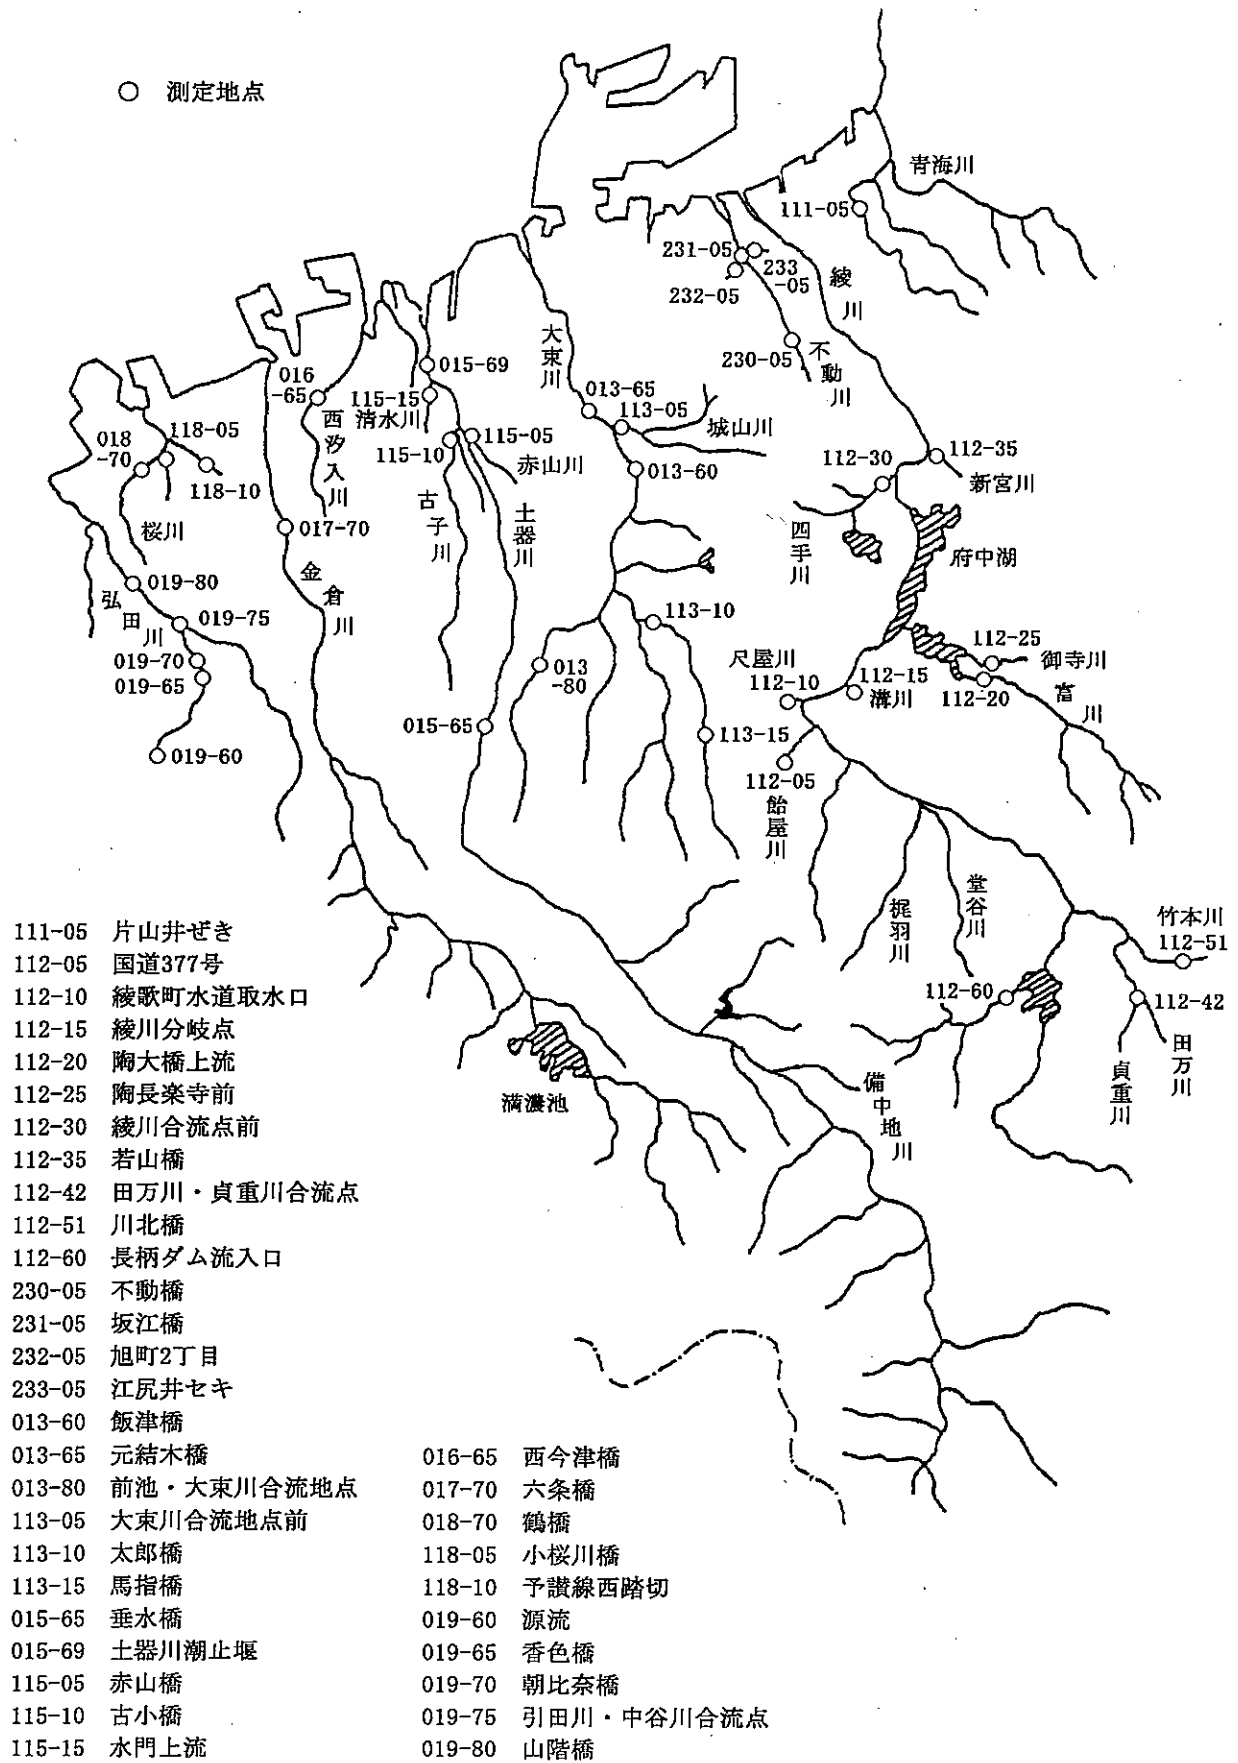 ○ 測定地点
青海川
111-05
231-05
233
-05
232-05
綾川
230-05
不動川
大束川
015-69
016
-65
115-15
清水川
西汐入川
013-65
113-05
城山川
118-05
018
-70
118-10
115-10
115-05
赤山川
013-60
112-30
112-35
新宮川
桜川
017-70
古子川
土器川
四手川
府中湖
019-80
弘田川
019-75
金倉川
113-10
112-25
御寺川
019-70
019-65
013
-80
尺屋川
112-10
112-15
溝川
112-20
富川
015-65
113-15
019-60
112-05
飴屋川
梶羽川
堂谷川
竹本川
112-51
112-60
112-42
田万川
貞重川
満濃池
備中地川
111-05 片山井ぜき
112-05 国道377号
112-10 綾歌町水道取水口
112-15 綾川分岐点
112-20 陶大橋上流
112-25 陶長楽寺前
112-30 綾川合流点前
112-35 若山橋
112-42 田万川・貞重川合流点
112-51 川北橋
112-60 長柄ダム流入口
230-05 不動橋
231-05 坂江橋
232-05 旭町2丁目
233-05 江尻井セキ
013-60 飯津橋
013-65 元結木橋
013-80 前池・大束川合流地点
113-05 大束川合流地点前
113-10 太郎橋
113-15 馬指橋
015-65 垂水橋
015-69 土器川潮止堰
115-05 赤山橋
115-10 古小橋
115-15 水門上流
016-65 西今津橋
017-70 六条橋
018-70 鶴橋
118-05 小桜川橋
118-10 予讃線西踏切
019-60 源流
019-65 香色橋
019-70 朝比奈橋
019-75 引田川・中谷川合流点
019-80 山階橋